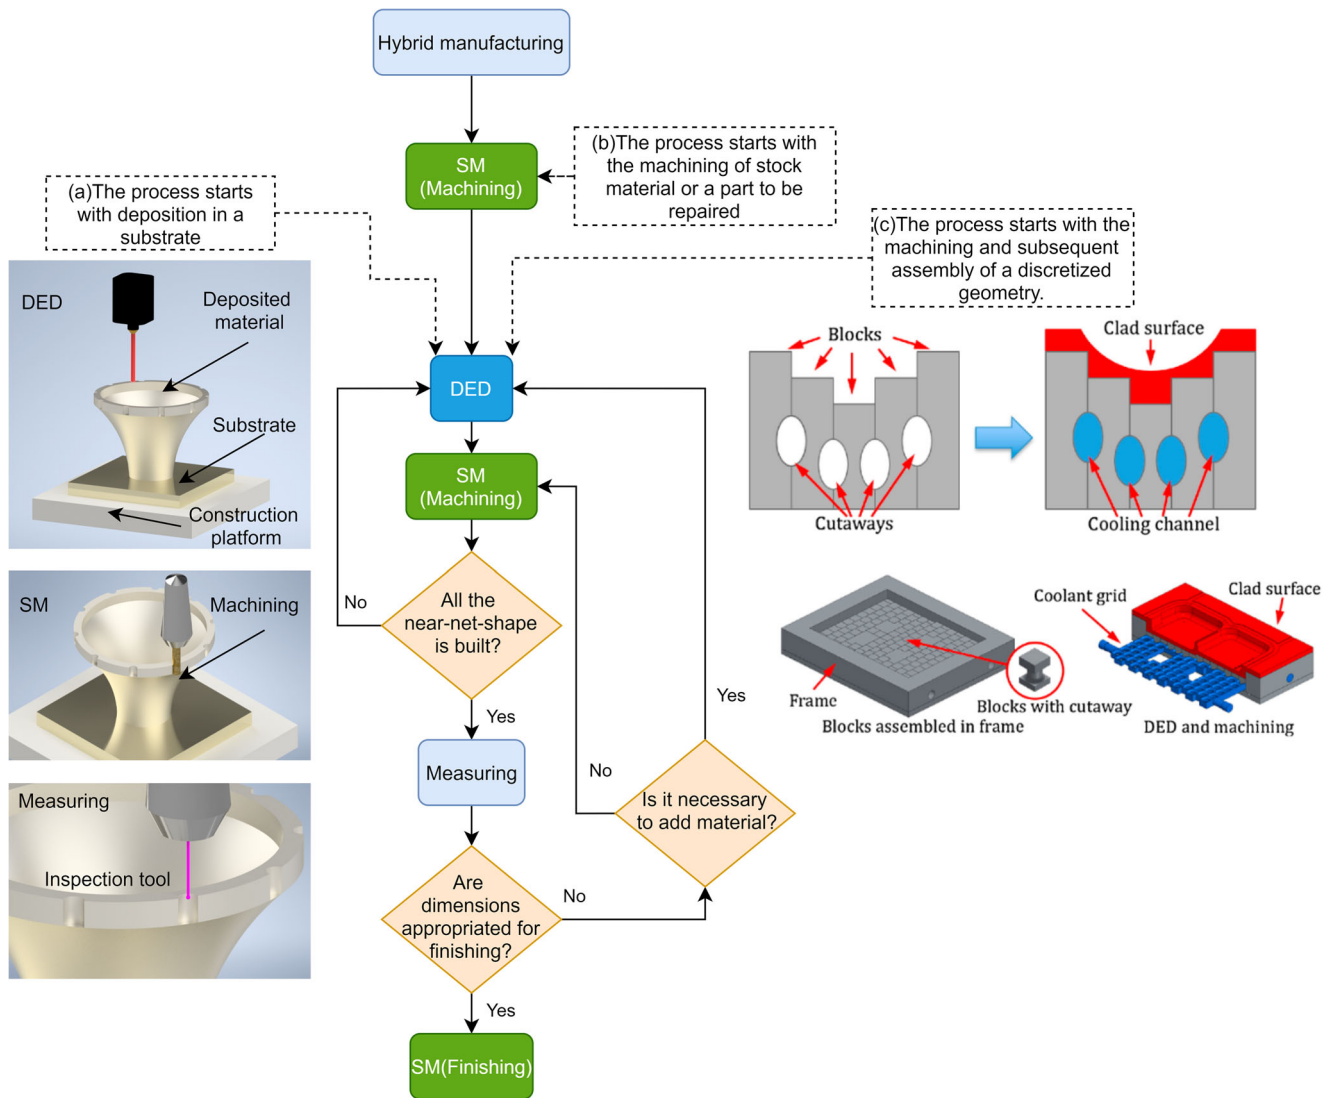 Hybrid manufacturing
SM
(Machining)
(b)The process starts with
the machining of stock
material or a part to be
repaired
(a)The process starts
with deposition in a
substrate
(c)The process starts with the
machining and subsequent
assembly of a discretized
geometry.
DED
Deposited
material
Substrate
Construction
platform
SM
Machining
Measuring
Inspection tool
DED
SM
(Machining)
No
All the
near-net-shape
is built?
Yes
Measuring
Are
dimensions
appropriated for
finishing?
No
Yes
SM(Finishing)
No
Is it necessary
to add material?
Yes
Blocks
Cutaways
Clad surface
Cooling channel
Frame
Blocks with cutaway
Blocks assembled in frame
Coolant grid
Clad surface
DED and machining